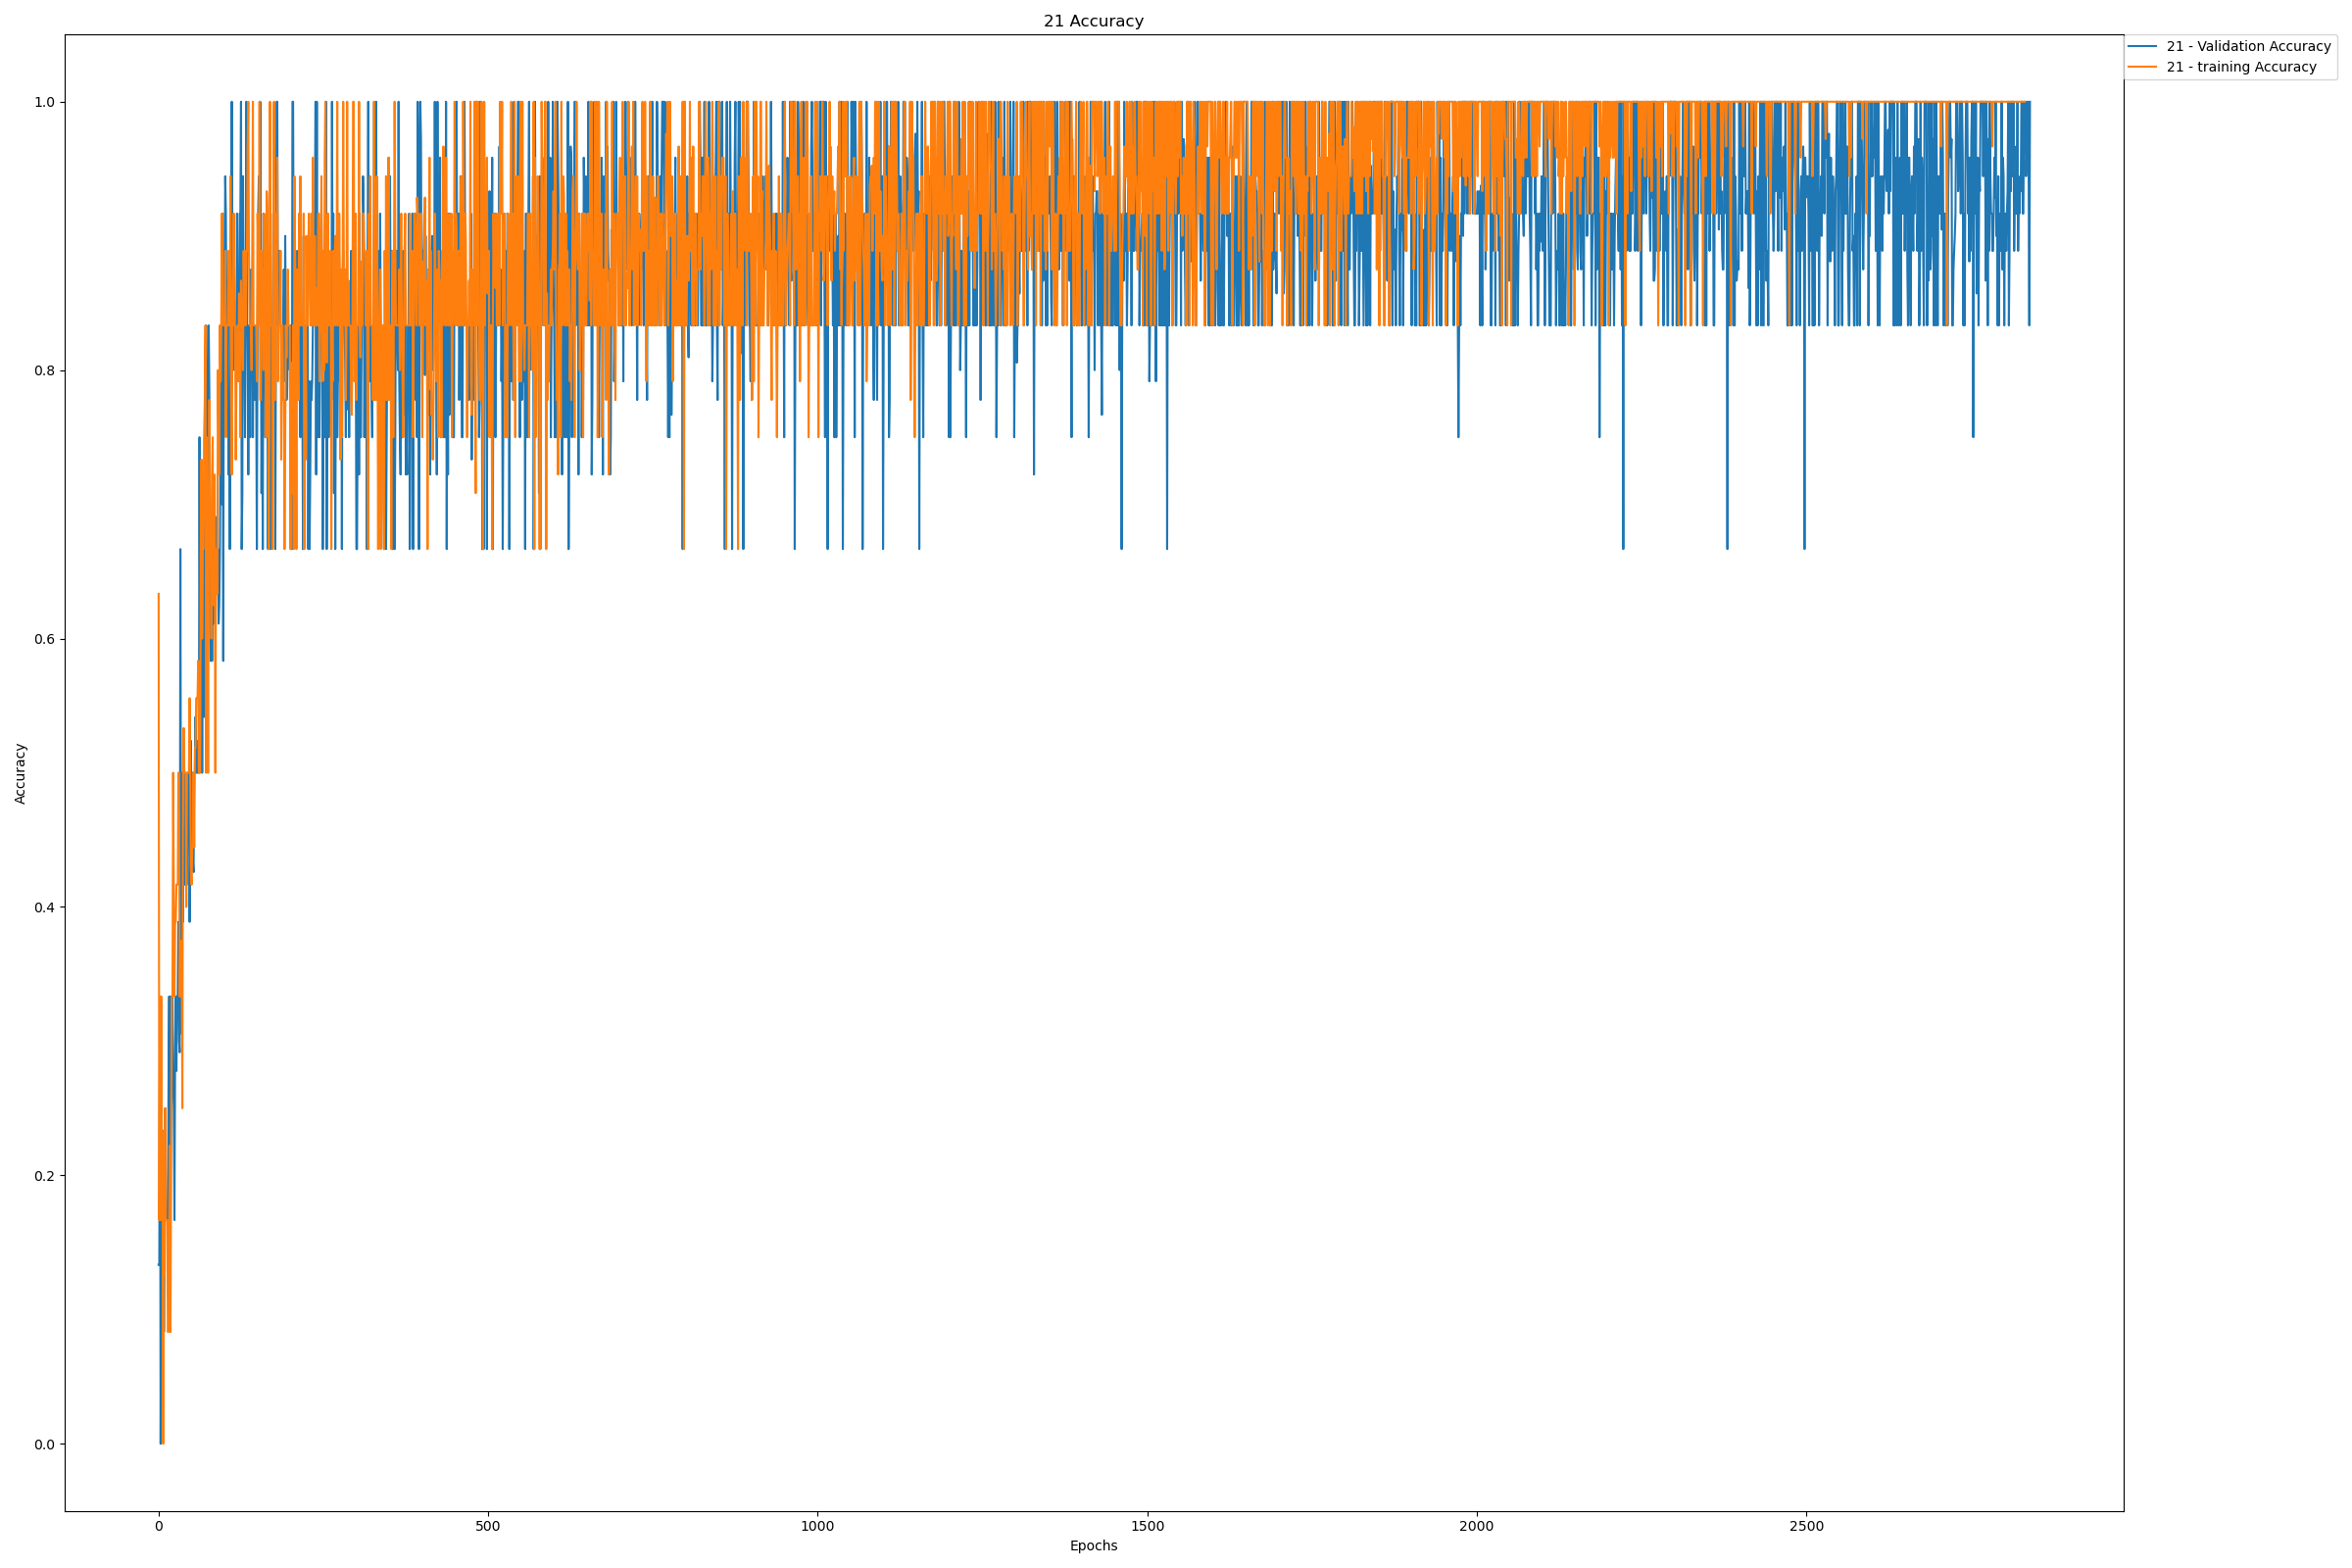 21 Accuracy
21 - Validation Accuracy
21 - training Accuracy
1.0
0.8
0.6
0.4
0.2
0.0
Accuracy
0 500 1000 1500 2000 2500
Epochs